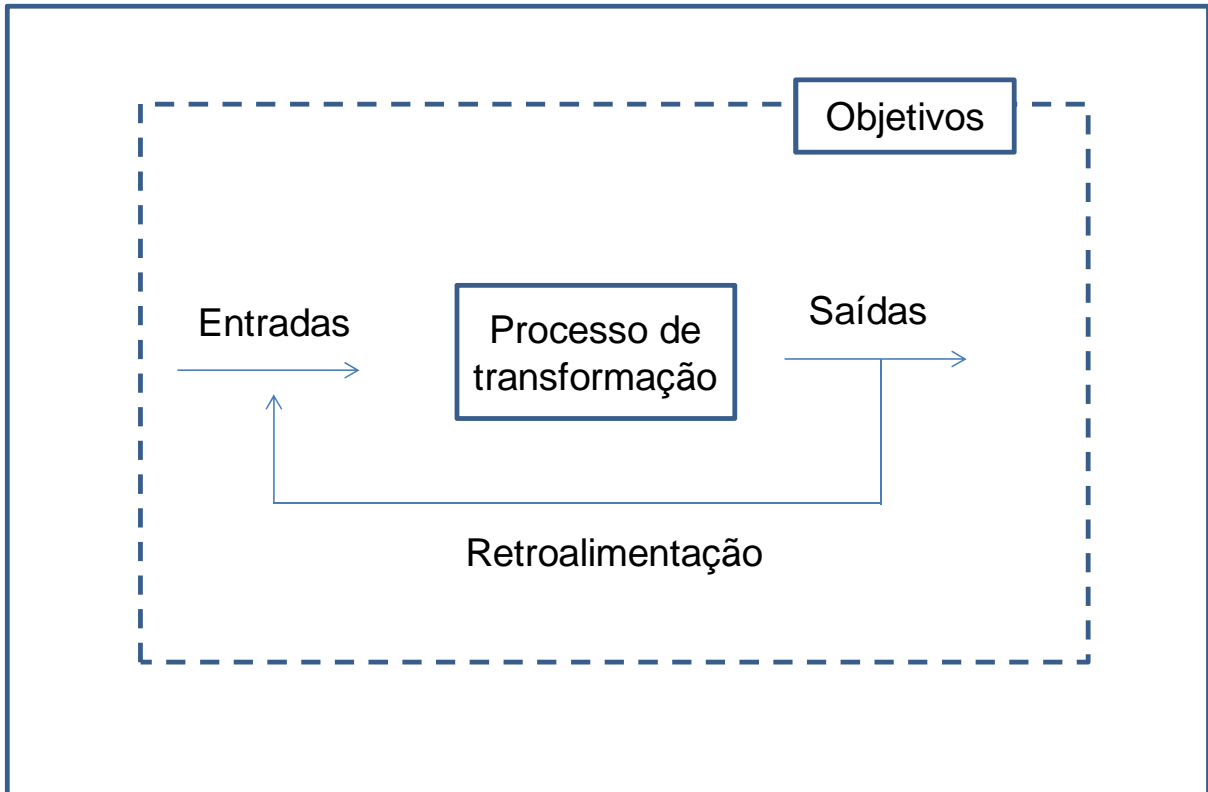 Objetivos
Entradas
Processo de
transformação
Saídas
Retroalimentação